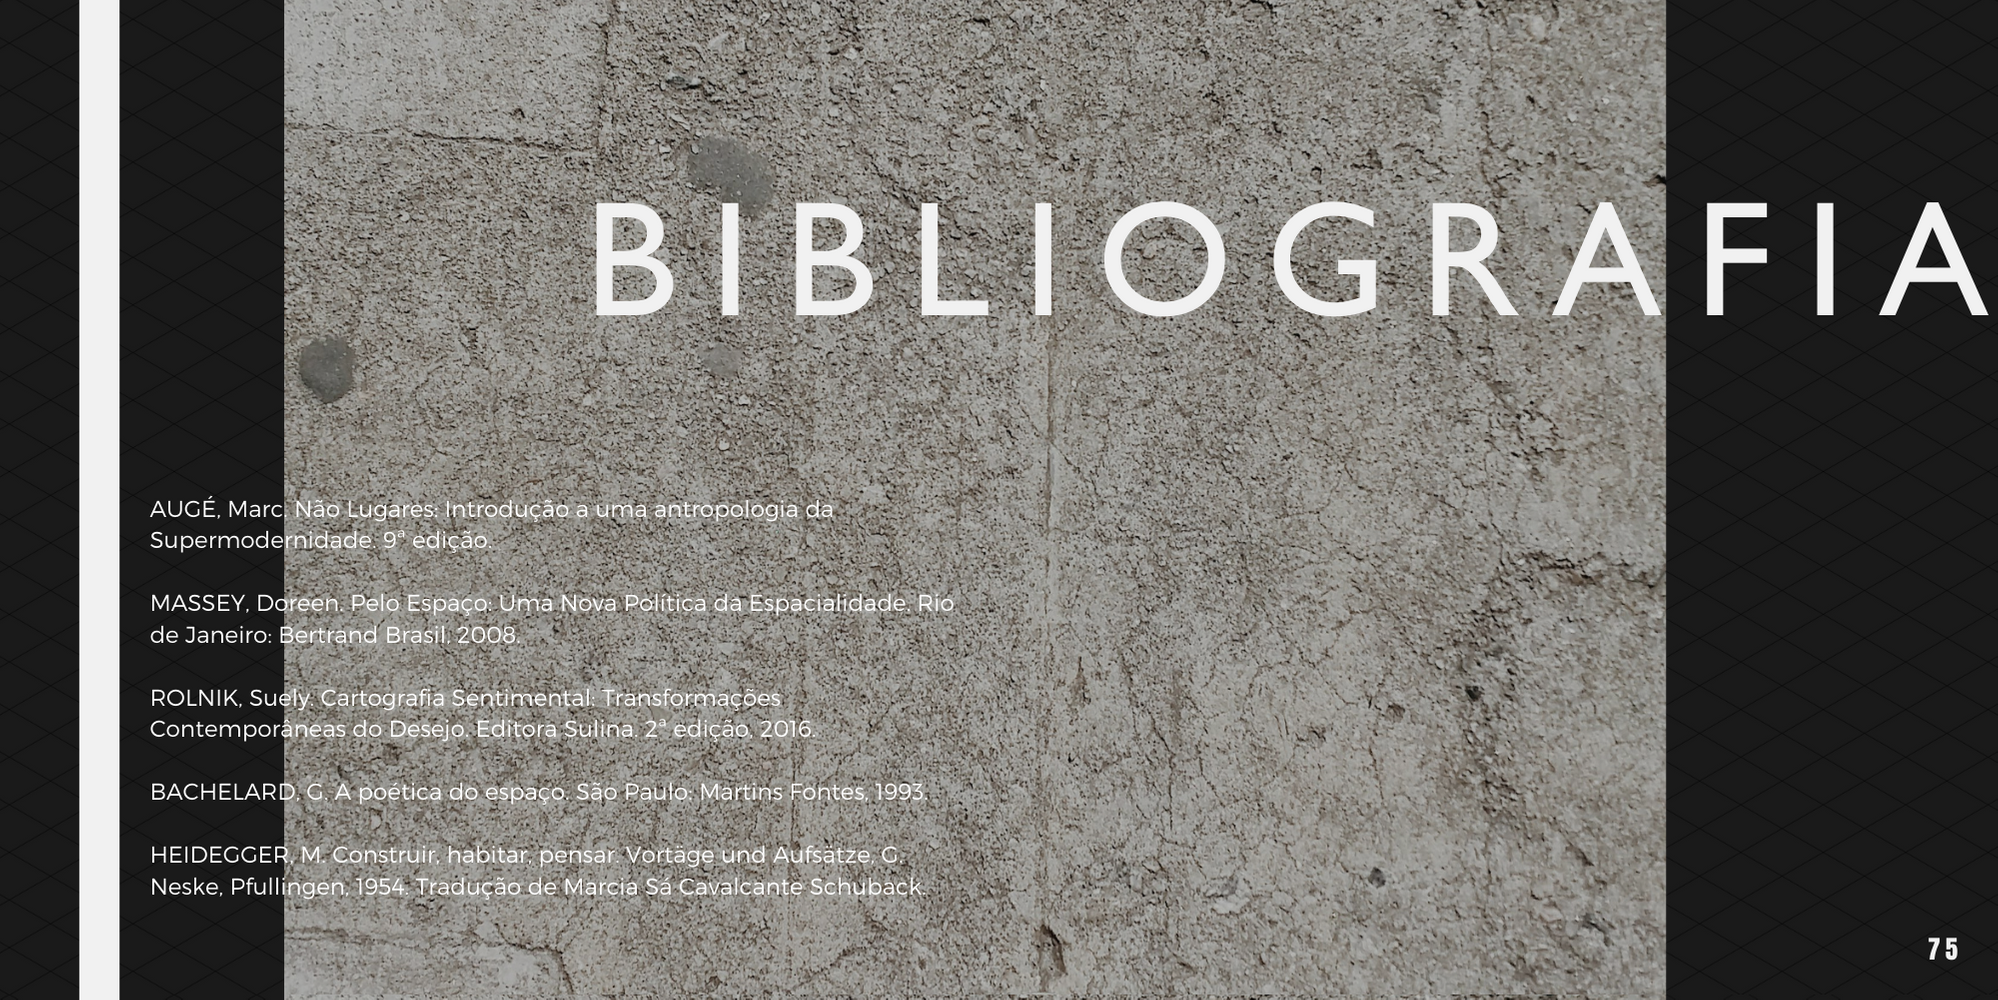 BIBLIOGRAFIA
AUGÉ, Marc. Não Lugares: Introdução a uma antropologia da
Supermodernidade. 9ª edição.
MASSEY, Doreen. Pelo Espaço: Uma Nova Política da Espacialidade. Rio
de Janeiro: Bertrand Brasil, 2008.
ROLNIK, Suely. Cartografia Sentimental: Transformações
Contemporâneas do Desejo. Editora Sulina. 2ª edição, 2016.
BACHELARD, G. A poética do espaço. São Paulo: Martins Fontes, 1993.
HEIDEGGER, M. Construir, habitar, pensar. Vortäge und Aufsätze, G.
Neske, Pfullingen, 1954. Tradução de Marcia Sá Cavalcante Schuback.
75